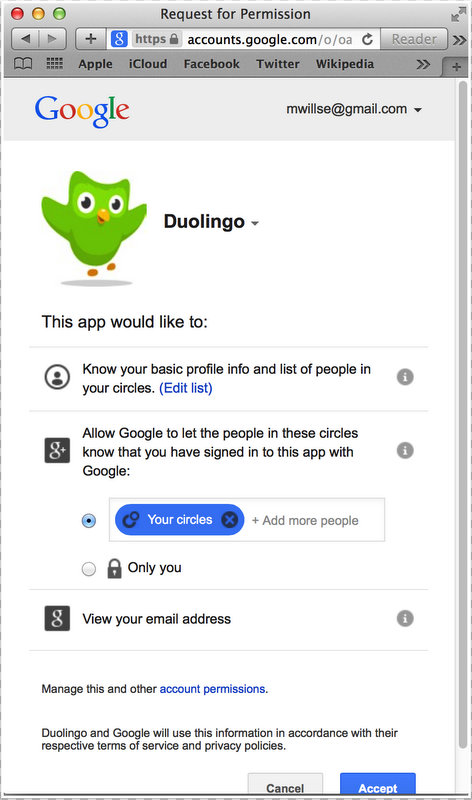 Request for Permission
https accounts.google.com/o/oa Reader
Apple iCloud Facebook Twitter Wikipedia
Google mwillse@gmail.com
Duolingo
This app would like to:
Know your basic profile info and list of people in
your circles. (Edit list)
Allow Google to let the people in these circles
know that you have signed in to this app with
Google:
Your circles + Add more people
Only you
View your email address
Manage this and other account permissions.
Duolingo and Google will use this information in accordance with their
respective terms of service and privacy policies.
Cancel Accept